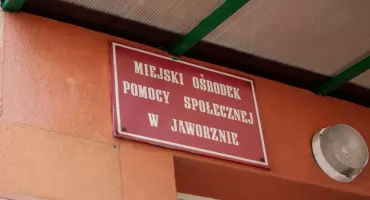 MIEJSKI OŚRODEK
POMOCY SPOŁECZNEJ
W JAWORZNIE